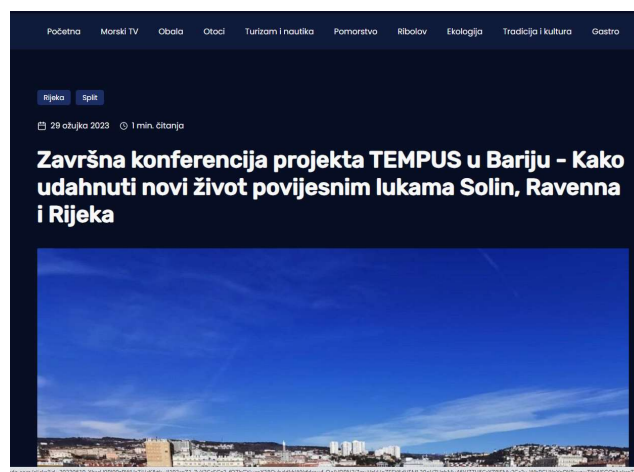 Početna Morski TV Obala Otoci Turizam i nautika Pomorstvo Ribolov Ekologija Tradicija i kultura Gastro
Rijeka Split
29 ožujka 2023 1 min. čitanja
Završna konferencija projekta TEMPUS u Bariju - Kako
udahnuti novi život povijesnim lukama Solin, Ravenna
i Rijeka